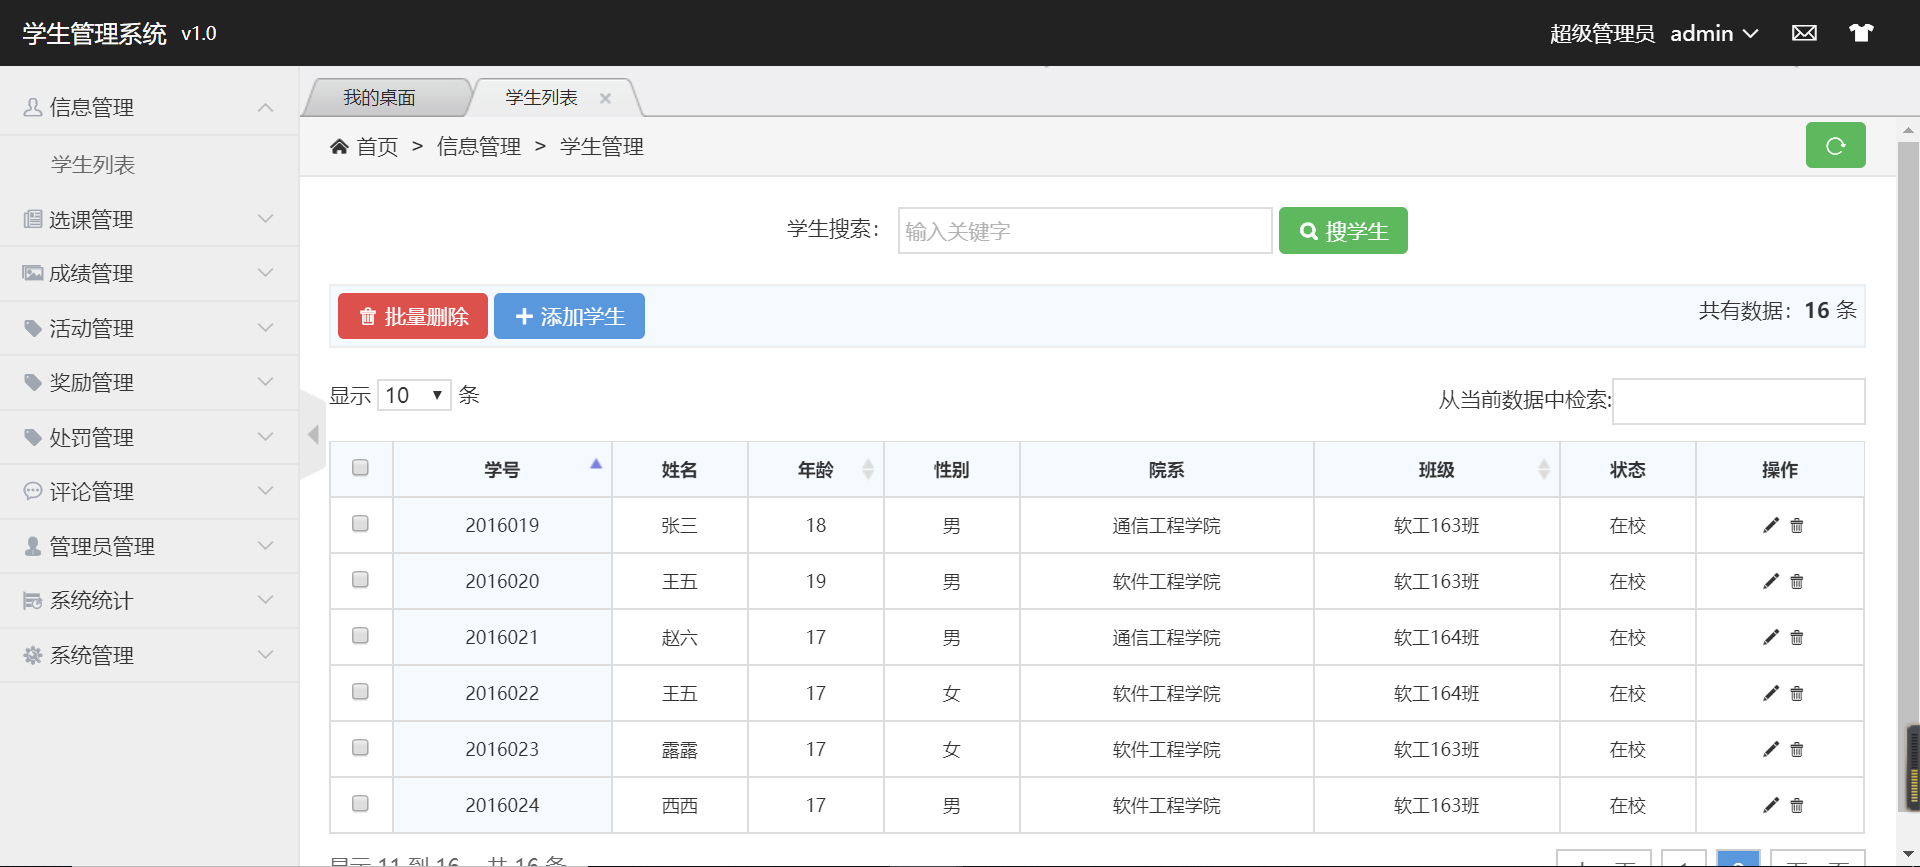 学生管理系统 v1.0
超级管理员 admin
信息管理
学生列表
选课管理
成绩管理
活动管理
奖励管理
处罚管理
评论管理
管理员管理
系统统计
系统管理
我的桌面 学生列表
首页 > 信息管理 > 学生管理
学生搜索： 输入关键字 搜学生
批量删除 添加学生 共有数据：16 条
显示 10 条 从当前数据中检索:
学号 姓名 年龄 性别 院系 班级 状态 操作
2016019 张三 18 男 通信工程学院 软工163班 在校
2016020 王五 19 男 软件工程学院 软工163班 在校
2016021 赵六 17 男 通信工程学院 软工164班 在校
2016022 王五 17 女 软件工程学院 软工164班 在校
2016023 露露 17 女 软件工程学院 软工163班 在校
2016024 西西 17 男 软件工程学院 软工163班 在校
显示 11 到 16 共 16 条